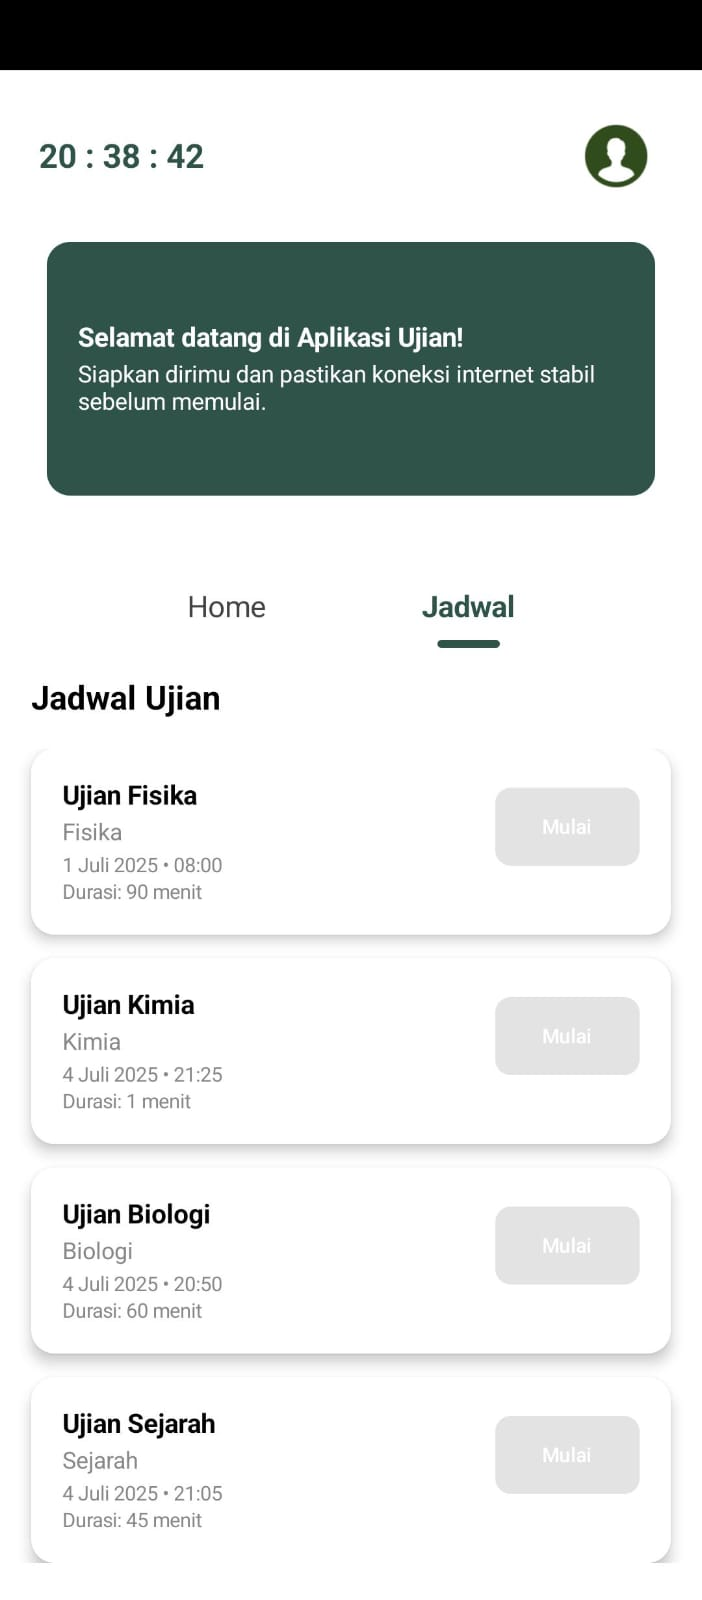 20 : 38 : 42
Selamat datang di Aplikasi Ujian!
Siapkan dirimu dan pastikan koneksi internet stabil
sebelum memulai.
Home
Jadwal
Jadwal Ujian
Ujian Fisika
Fisika
1 Juli 2025 • 08:00
Durasi: 90 menit
Mulai
Ujian Kimia
Kimia
4 Juli 2025 • 21:25
Durasi: 1 menit
Mulai
Ujian Biologi
Biologi
4 Juli 2025 • 20:50
Durasi: 60 menit
Mulai
Ujian Sejarah
Sejarah
4 Juli 2025 • 21:05
Durasi: 45 menit
Mulai